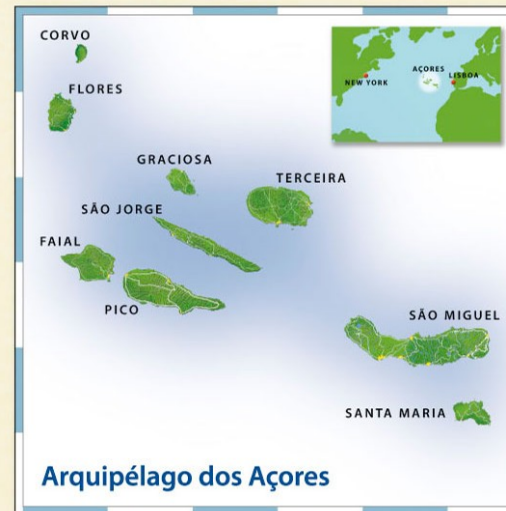 CORVO
FLORES
AÇORES
NEW YORK
LISBOA
GRACIOSA
TERCEIRA
SÃO JORGE
FAIAL
PICO
SÃO MIGUEL
SANTA MARIA
Arquipélago dos Açores